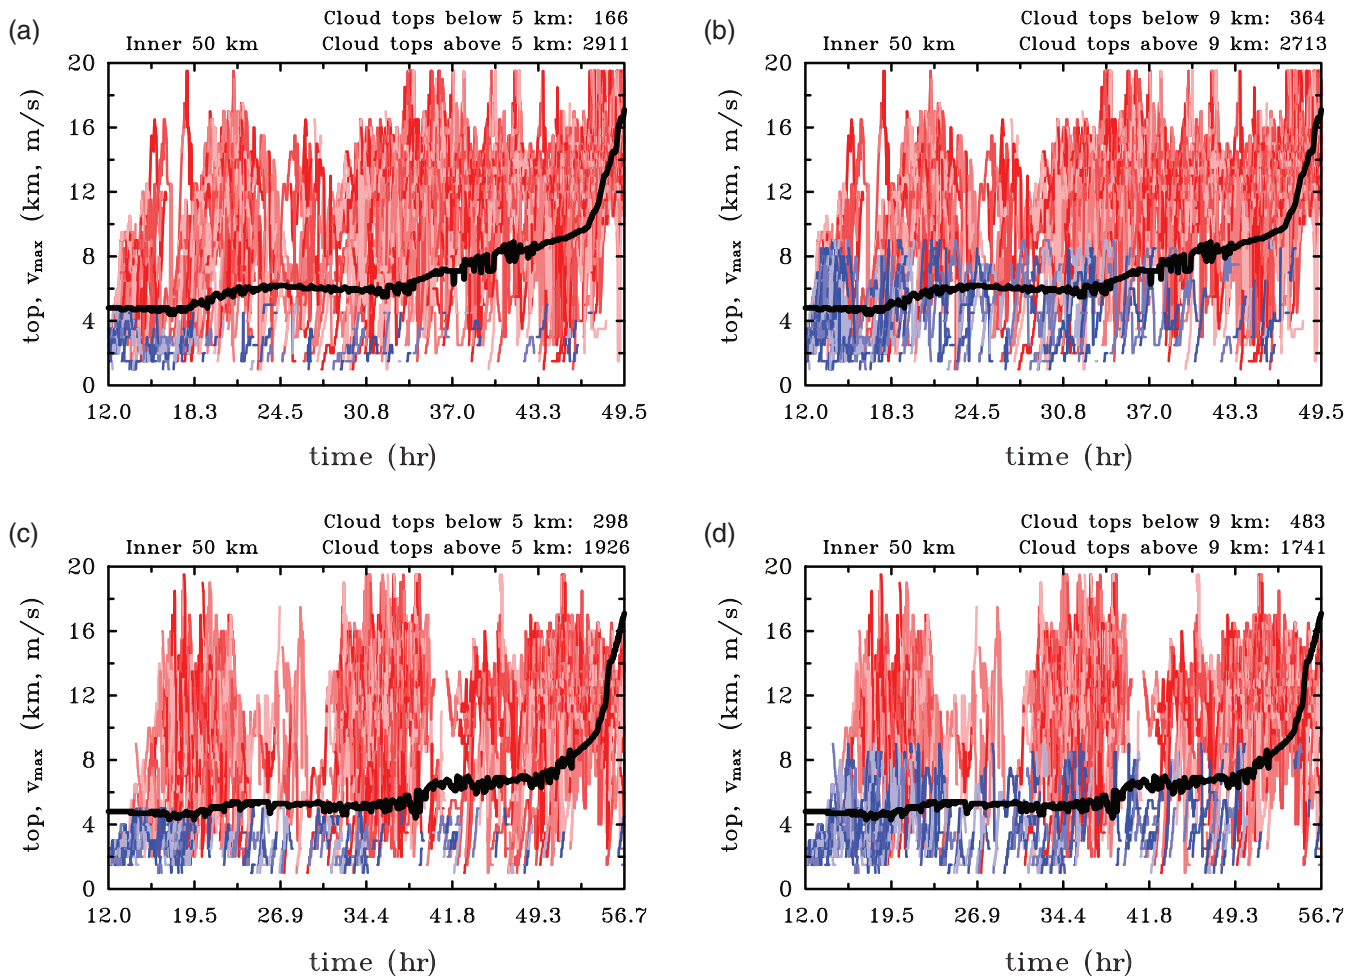 (a)
Cloud tops below 5 km: 166
Inner 50 km
Cloud tops above 5 km: 2911
top, vmax (km, m/s)
20
16
12
8
4
0
12.0 18.3 24.5 30.8 37.0 43.3 49.5
time (hr)
(b)
Cloud tops below 9 km: 364
Inner 50 km
Cloud tops above 9 km: 2713
top, vmax (km, m/s)
20
16
12
8
4
0
12.0 18.3 24.5 30.8 37.0 43.3 49.5
time (hr)
(c)
Cloud tops below 5 km: 298
Inner 50 km
Cloud tops above 5 km: 1926
top, vmax (km, m/s)
20
16
12
8
4
0
12.0 19.5 26.9 34.4 41.8 49.3 56.7
time (hr)
(d)
Cloud tops below 9 km: 483
Inner 50 km
Cloud tops above 9 km: 1741
top, vmax (km, m/s)
20
16
12
8
4
0
12.0 19.5 26.9 34.4 41.8 49.3 56.7
time (hr)